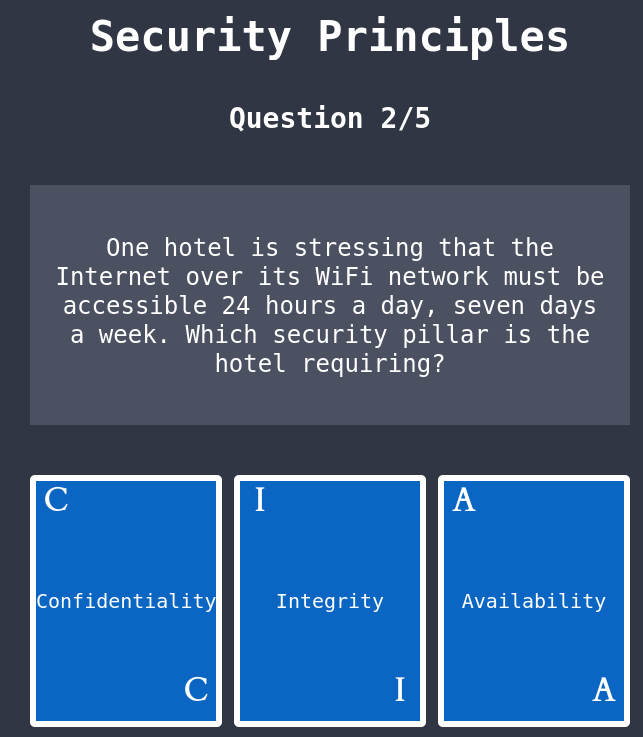 Security Principles
Question 2/5
One hotel is stressing that the
Internet over its WiFi network must be
accessible 24 hours a day, seven days
a week. Which security pillar is the
hotel requiring?
C
Confidentiality
C
I
Integrity
I
A
Availability
A